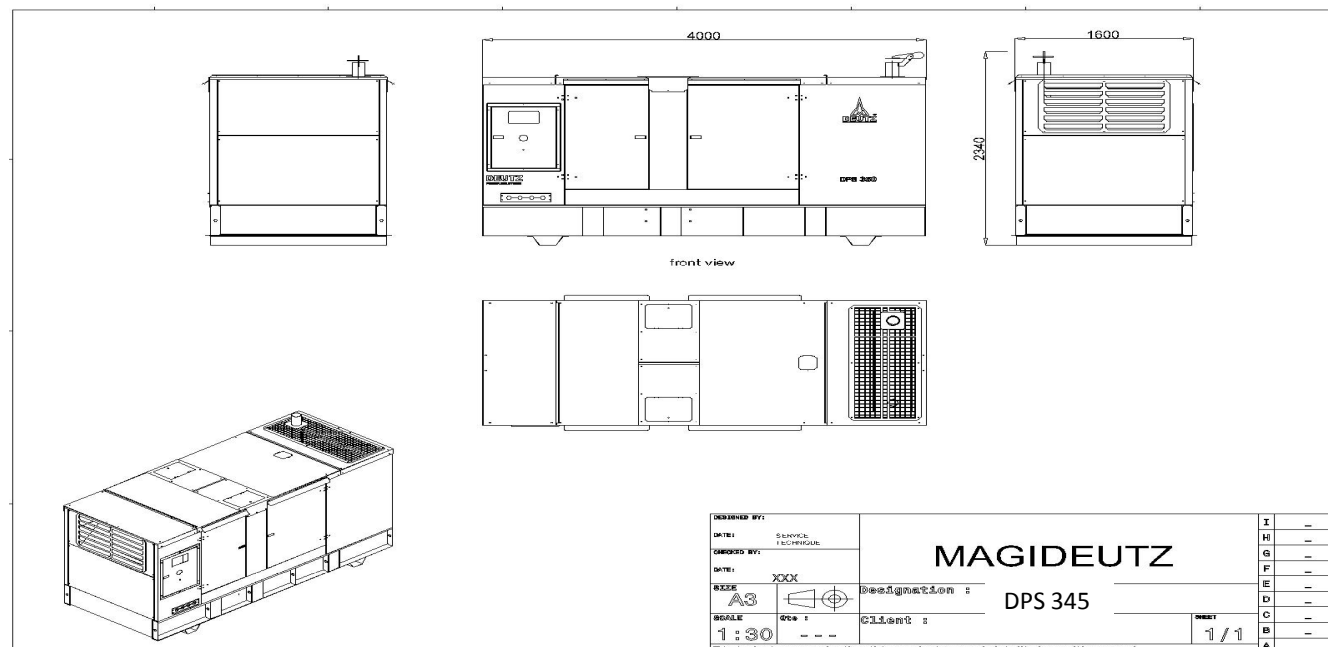 4000
1600
2340
DEUTZ
DEUTZ
DPS 350
front view
DESIGNED BY:
DATE: SERVICE TECHNIQUE
CHECKED BY:
DATE: XXX
SIZE
A3
SCALE
1:30
Qte :
---
MAGIDEUTZ
Designation :
DPS 345
Client :
SHEET
1/1
I _
H _
G _
F _
E _
D _
C _
B _
A